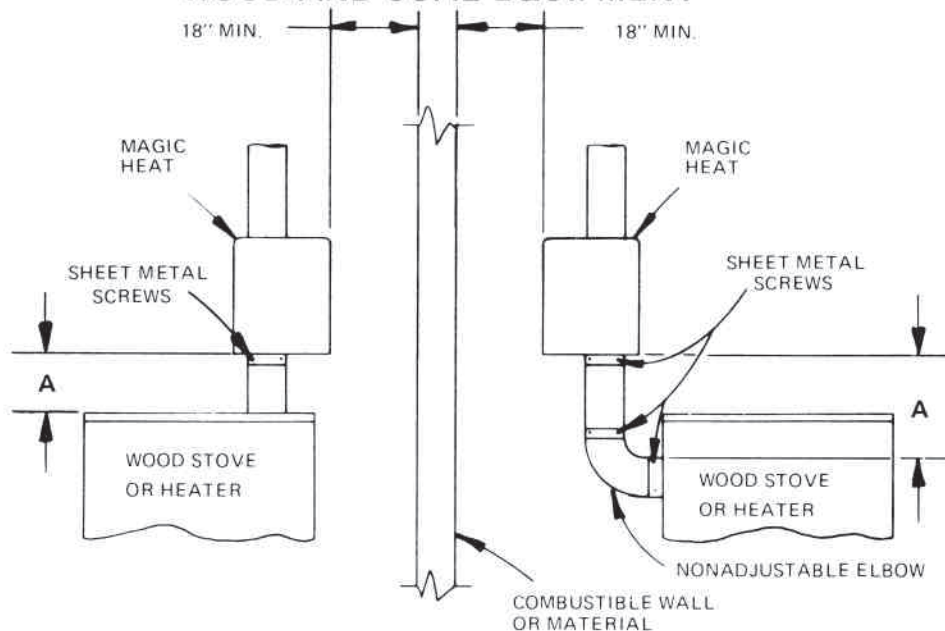 18" MIN.
18" MIN.
MAGIC
HEAT
MAGIC
HEAT
SHEET METAL
SCREWS
SHEET METAL
SCREWS
A
A
WOOD STOVE
OR HEATER
WOOD STOVE
OR HEATER
NONADJUSTABLE ELBOW
COMBUSTIBLE WALL
OR MATERIAL